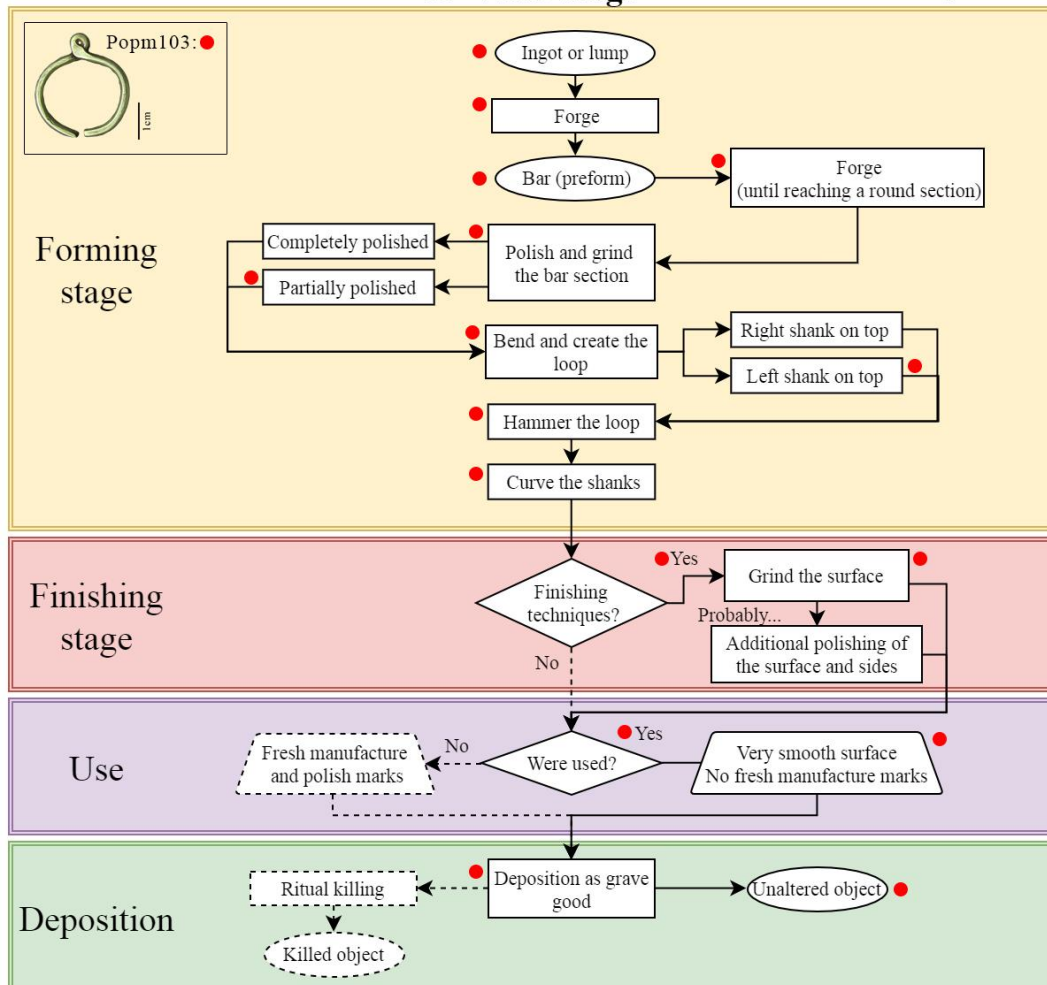 Popm103:
1cm
Ingot or lump
Forge
Bar (preform)
Forge
(until reaching a round section)
Forming
stage
Completely polished
Polish and grind
the bar section
Partially polished
Bend and create the
loop
Right shank on top
Left shank on top
Hammer the loop
Curve the shanks
Finishing
stage
Finishing
techniques?
Yes
Grind the surface
Probably...
Additional polishing of
the surface and sides
No
Use
Fresh manufacture
and polish marks
No
Were used?
Yes
Very smooth surface
No fresh manufacture marks
Deposition
Ritual killing
Deposition as grave
good
Unaltered object
Killed object